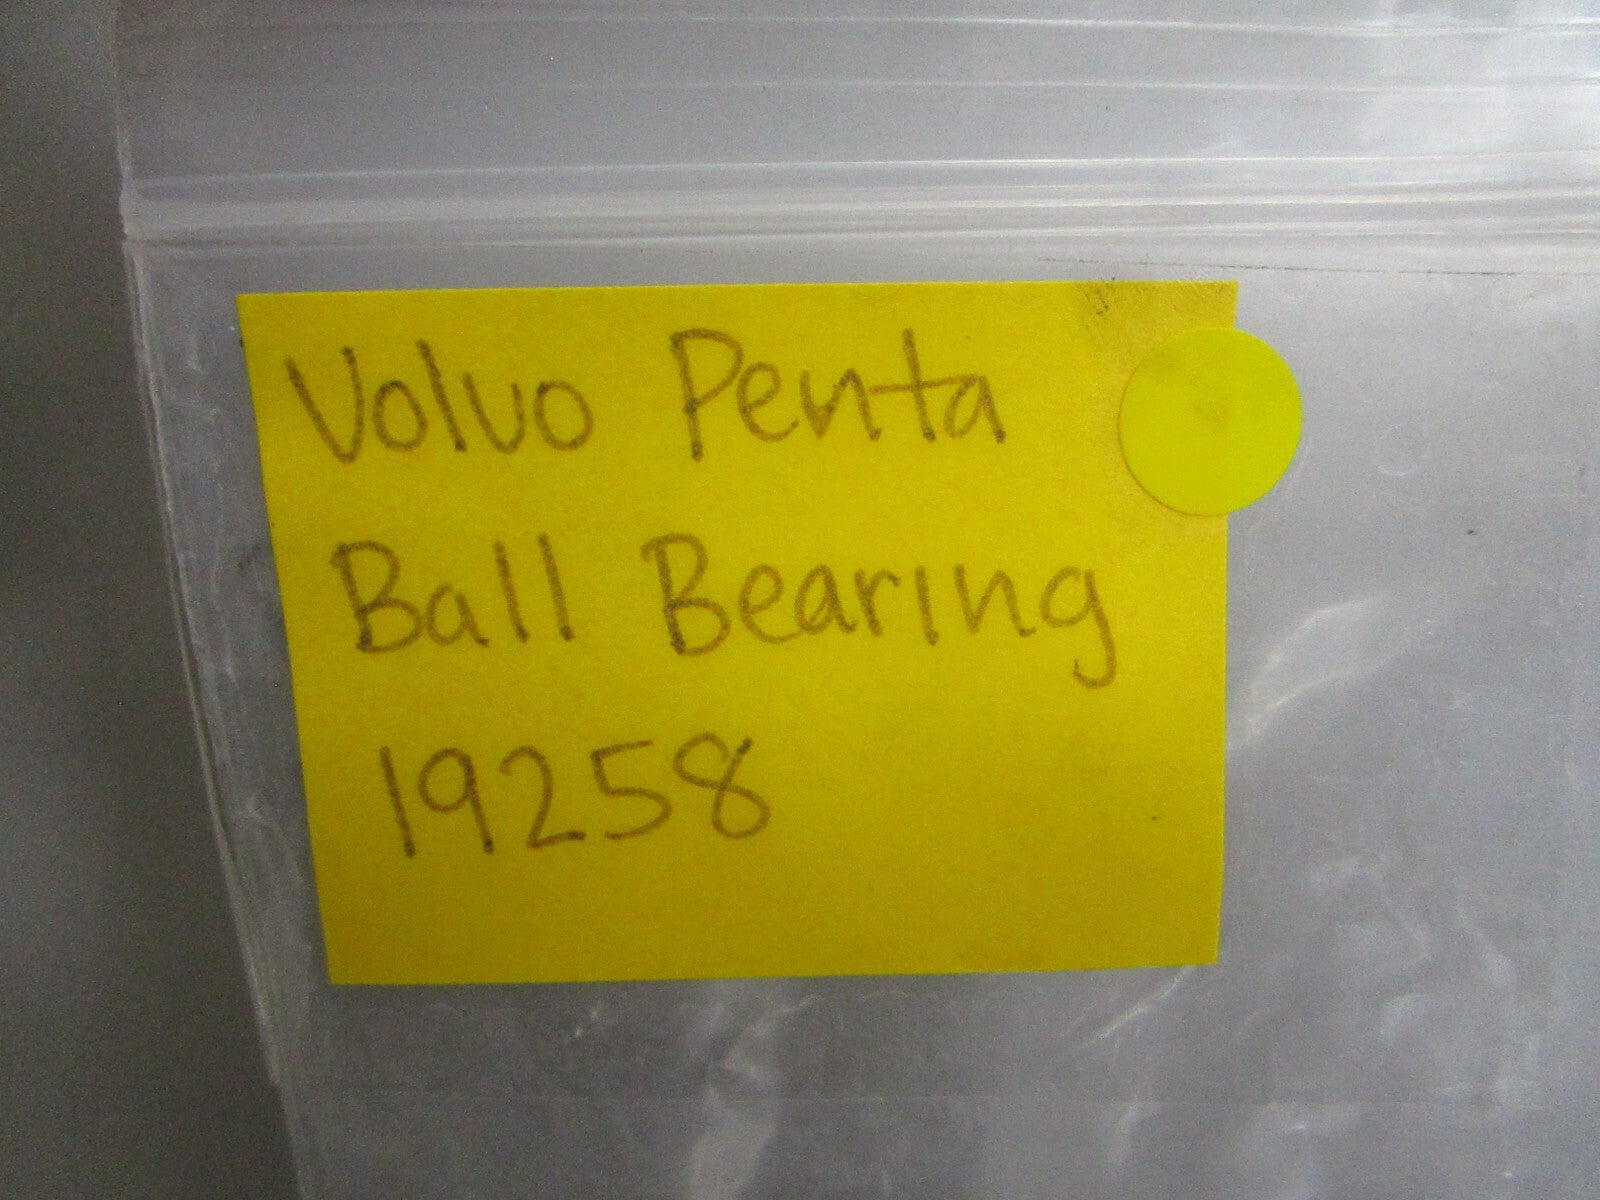 Volvo Penta
Ball Bearing
19258